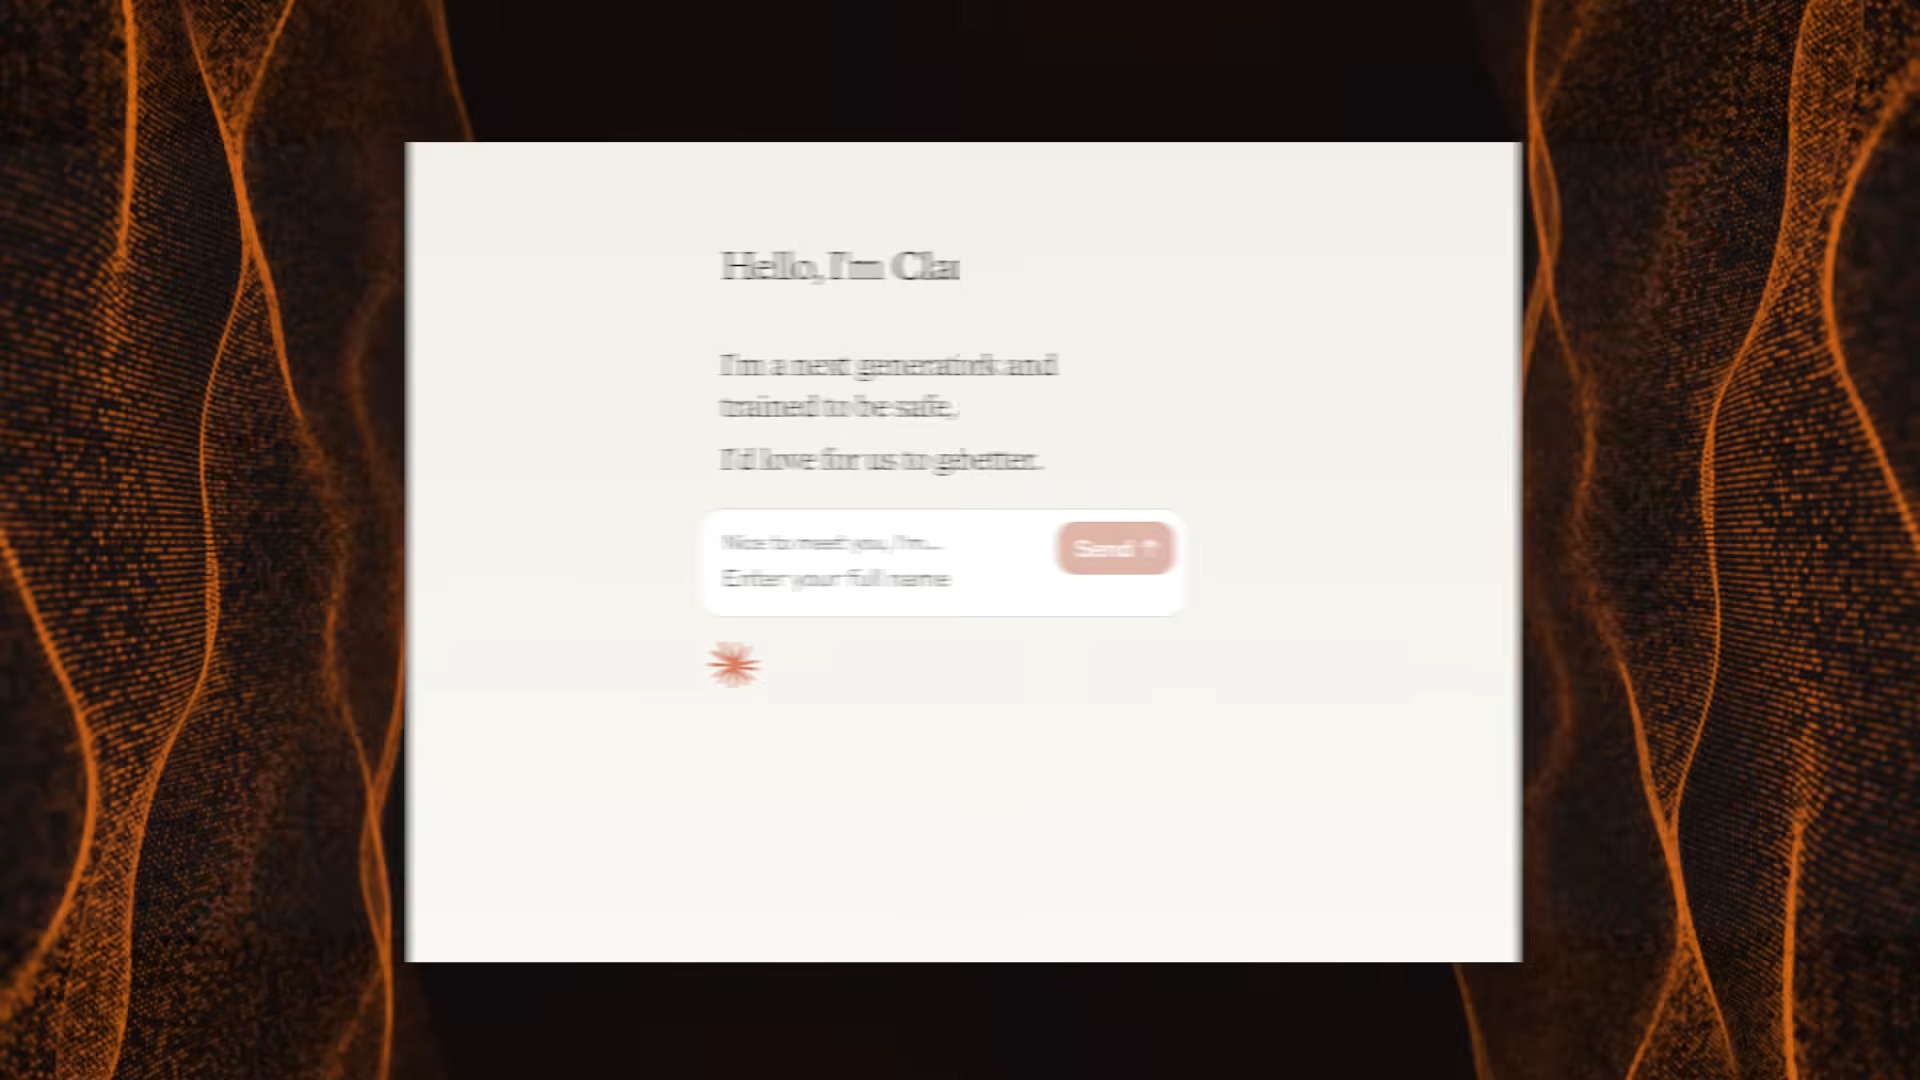 Hello, I'm Cla
I'm a next and
trained to be safe,
I'd love for us to better.
Nice to meet you, I'm...
Enter your full name
Send ↑